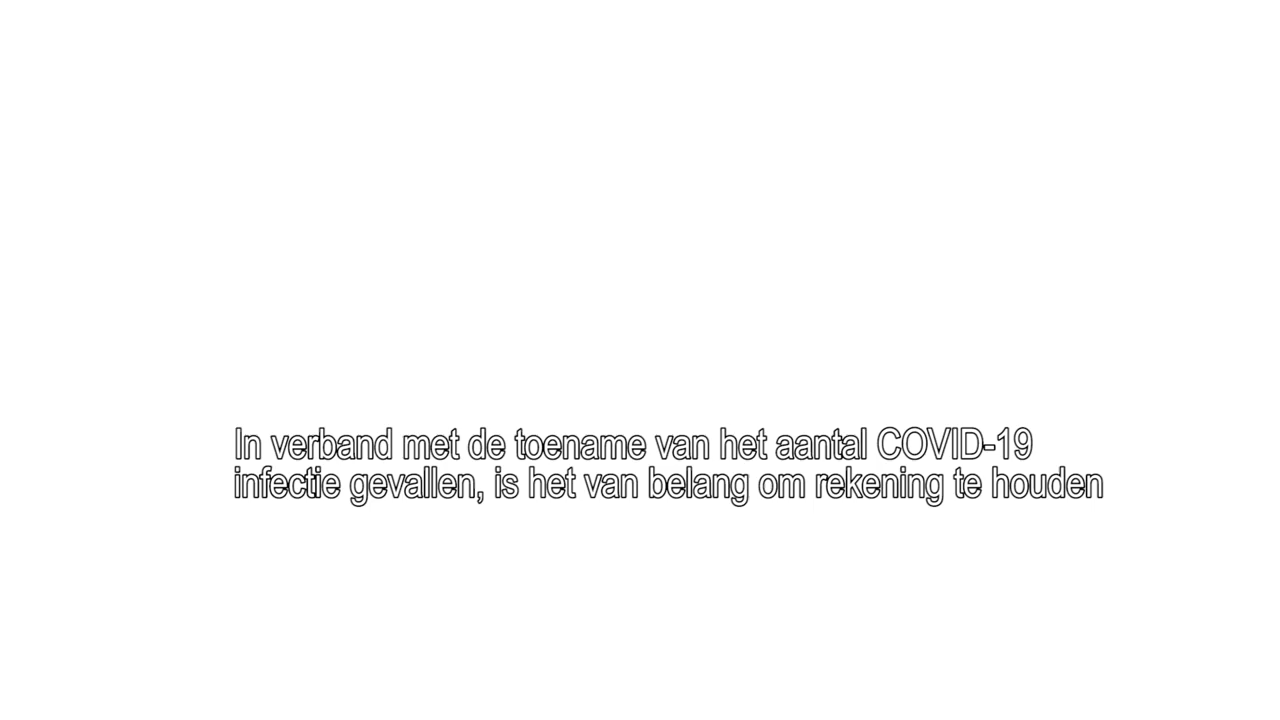 In verband met de toename van het aantal COVID-19
infectie gevallen, is het van belang om rekening te houden